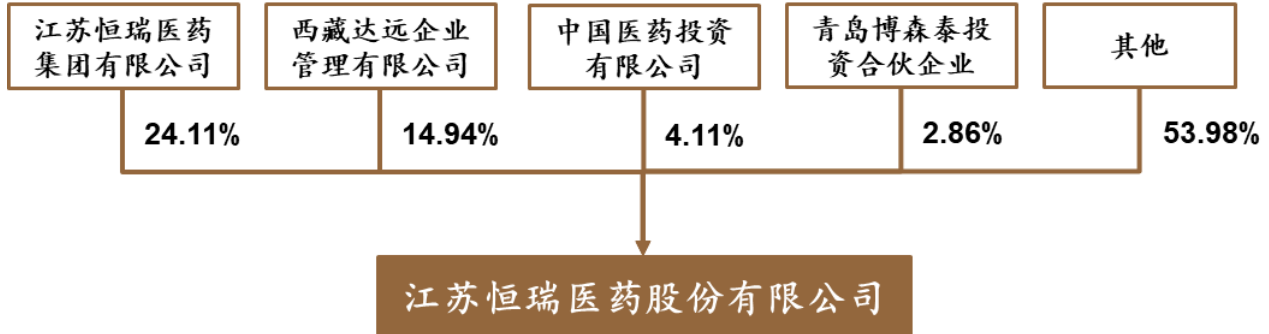 江苏恒瑞医药
集团有限公司
西藏达远企业
管理有限公司
中国医药投资
有限公司
青岛博森泰投
资合伙企业
其他
24.11%
14.94%
4.11%
2.86%
53.98%
江苏恒瑞医药股份有限公司